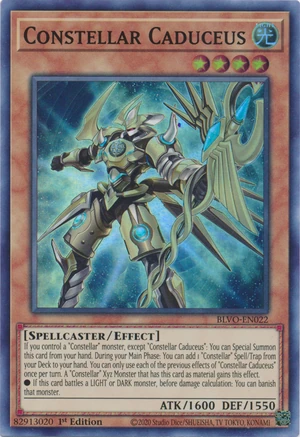 CONSTELLAR CADUCEUS
光
BLVO-EN022
[SPELLCASTER/EFFECT]
If you control a "Constellar" monster, except "Constellar Caduceus": You can Special Summon
this card from your hand. During your Main Phase: You can add 1 "Constellar" Spell/Trap from
your Deck to your hand. You can only use each of the previous effects of "Constellar Caduceus"
once per turn. A "Constellar" Xyz Monster that has this card as material gains this effect.
● If this card battles a LIGHT or DARK monster, before damage calculation: You can banish
that monster.
ATK/1600 DEF/1550
82913020 1st Edition ©2020 Studio Dice/SHUEISHA, TV TOKYO, KONAMI